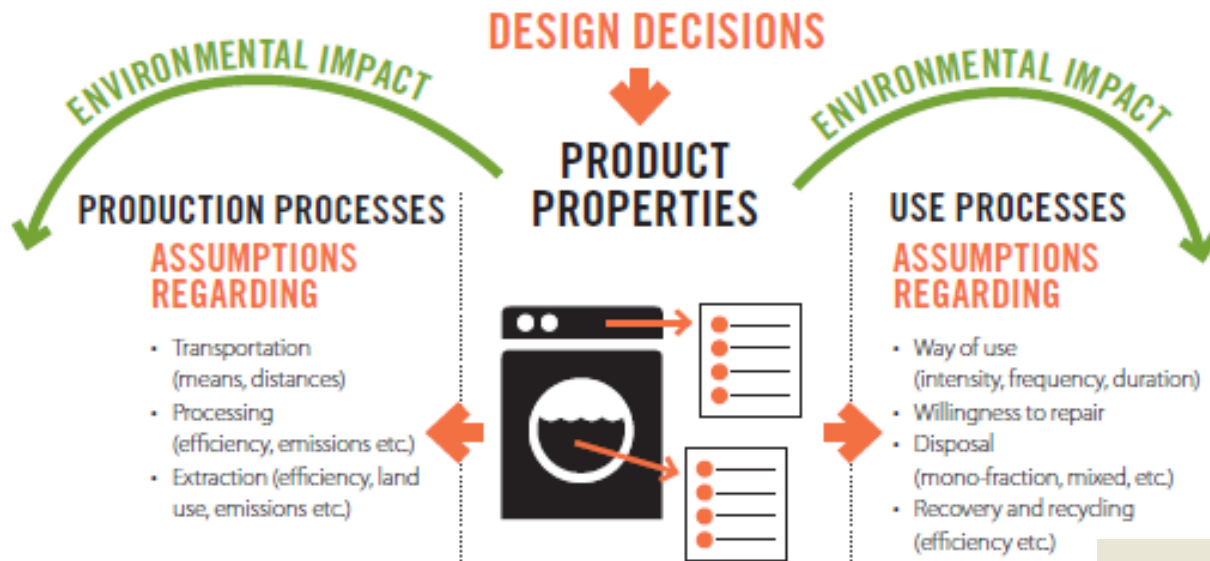 DESIGN DECISIONS
ENVIRONMENTAL IMPACT
ENVIRONMENTAL IMPACT
PRODUCT
PROPERTIES
PRODUCTION PROCESSES
ASSUMPTIONS
REGARDING
• Transportation
(means, distances)
• Processing
(efficiency, emissions etc.)
• Extraction (efficiency, land
use, emissions etc.)
USE PROCESSES
ASSUMPTIONS
REGARDING
• Way of use
(intensity, frequency, duration)
• Willingness to repair
• Disposal
(mono-fraction, mixed, etc.)
• Recovery and recycling
(efficiency etc.)